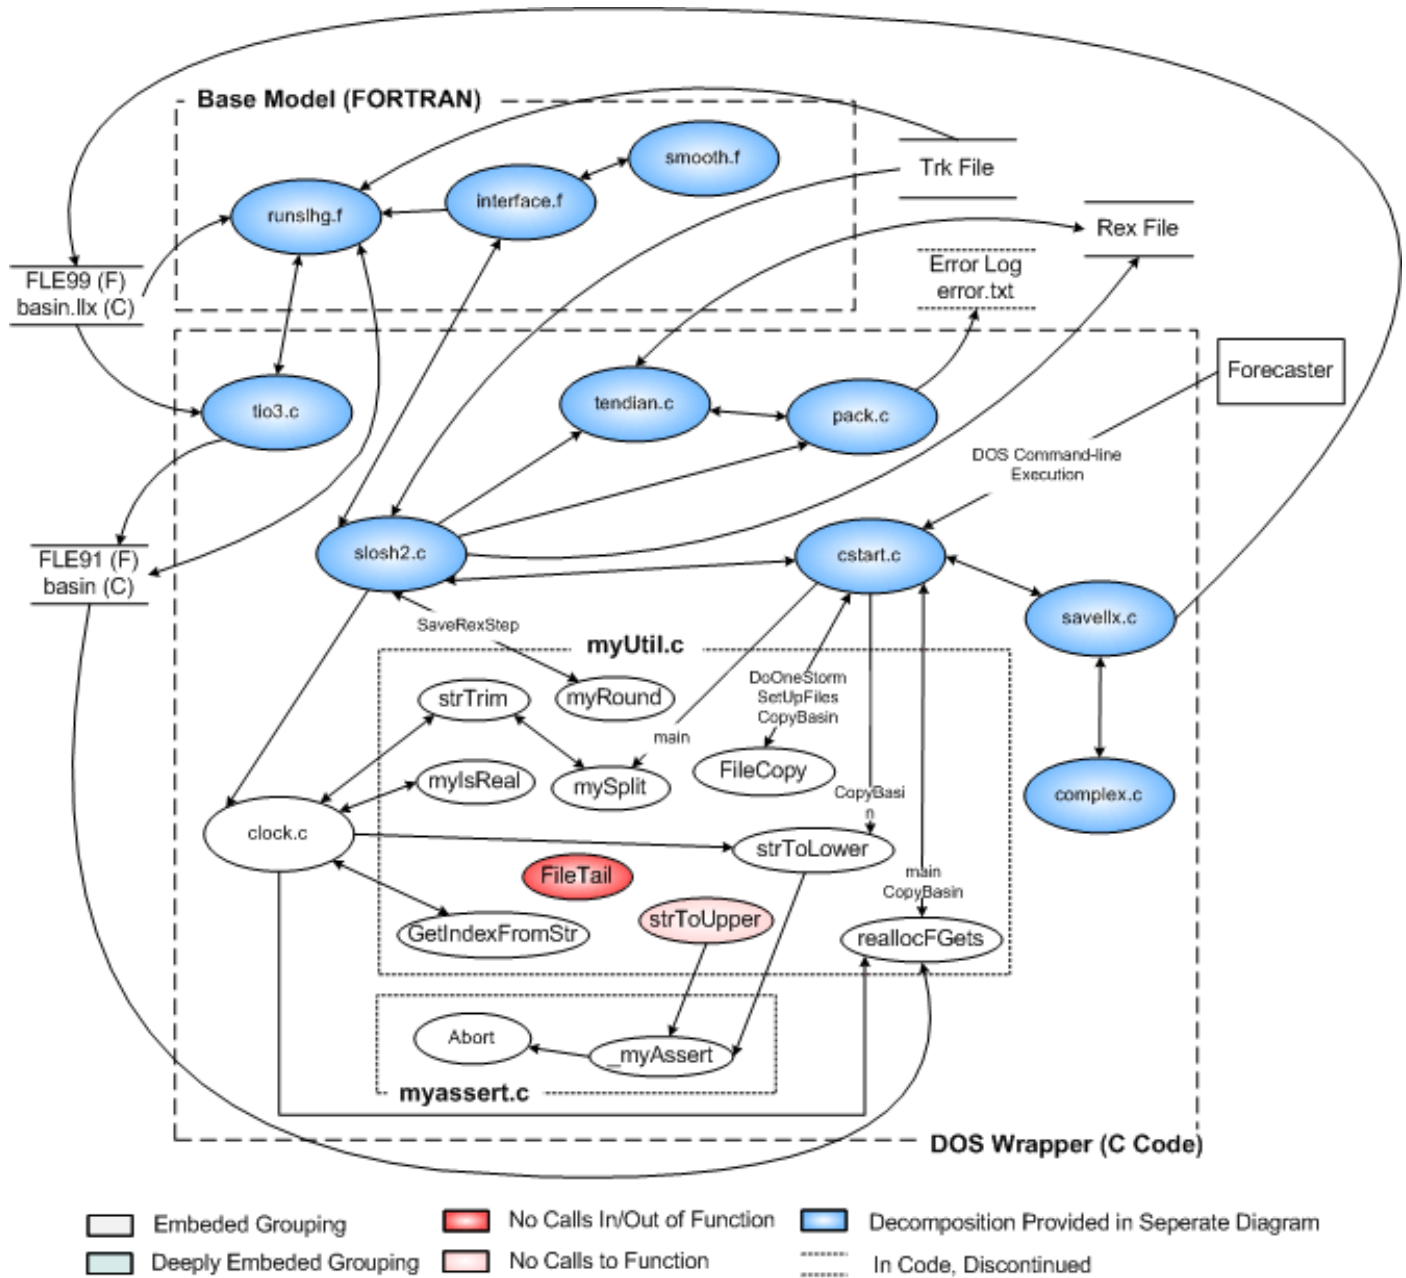 Base Model (FORTRAN)
smooth.f
Trk File
interface.f
runslhg.f
Rex File
FLE99 (F)
basin.llx (C)
Error Log
error.txt
Forecaster
tio3.c
tendian.c
pack.c
DOS Command-line
Execution
FLE91 (F)
basin (C)
slosh2.c
cstart.c
savellx.c
SaveRexStep
myUtil.c
DoOneStorm
SetUpFiles
CopyBasin
strTrim
myRound
main
FileCopy
myIsReal
mySplit
CopyBasi
n
complex.c
clock.c
strToLower
FileTail
main
CopyBasin
strToUpper
GetIndexFromStr
reallocFGets
Abort
_myAssert
myassert.c
DOS Wrapper (C Code)
Embeded Grouping
No Calls In/Out of Function
Decomposition Provided in Seperate Diagram
Deeply Embeded Grouping
No Calls to Function
In Code, Discontinued